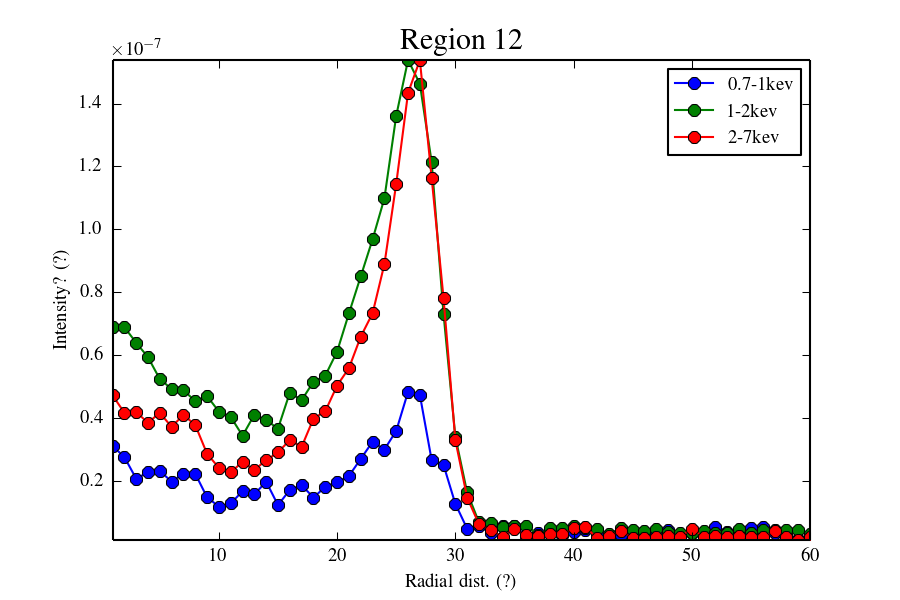 Region 12
×10⁻⁷
1.4
1.2
1.0
0.8
0.6
0.4
0.2
Intensity? (?)
0.7-1kev
1-2kev
2-7kev
10 20 30 40 50 60
Radial dist. (?)